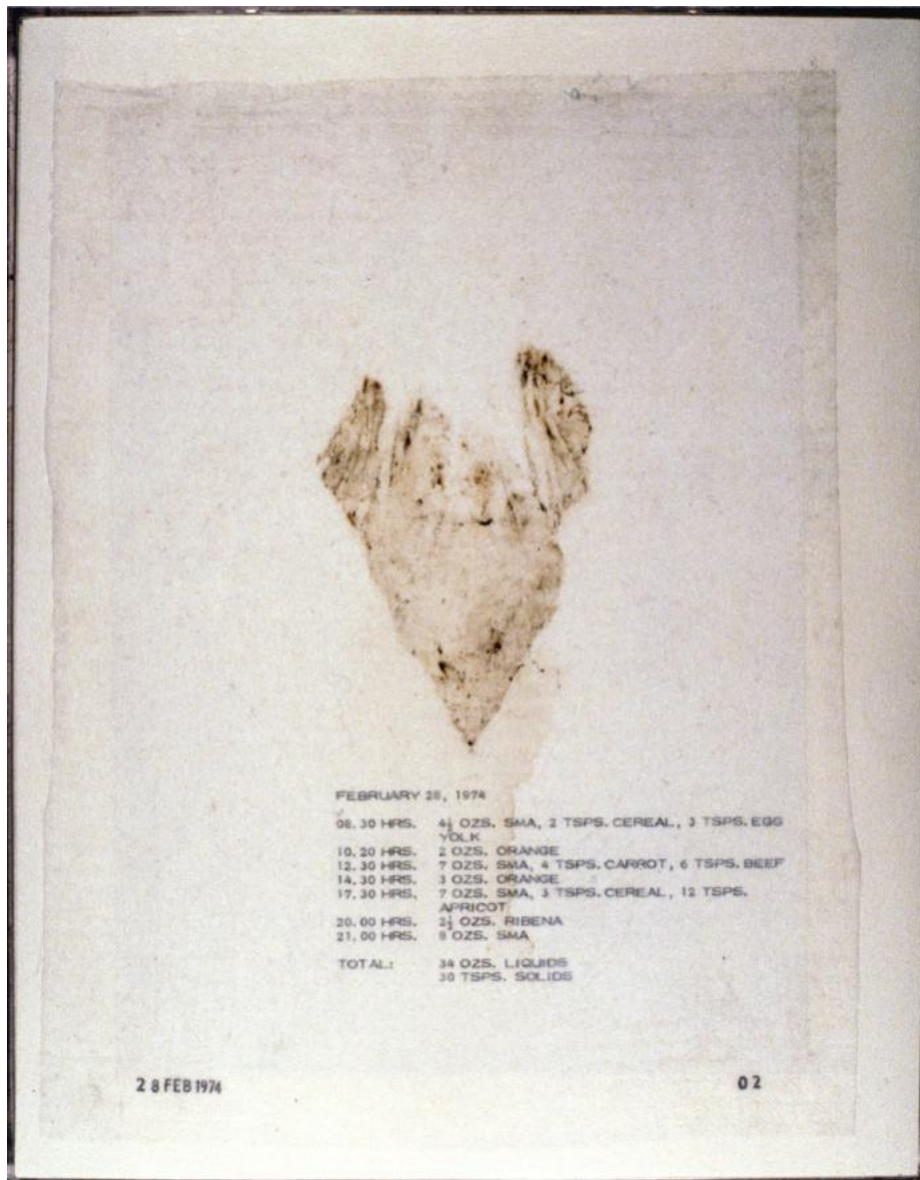 FEBRUARY 28, 1974
08.30 HRS. 4½ OZS. SMA, 2 TSPS. CEREAL, 3 TSPS. EGG
YOLK
10.20 HRS. 2 OZS. ORANGE
12.30 HRS. 7 OZS. SMA, 4 TSPS. CARROT, 6 TSPS. BEEF
14.30 HRS. 3 OZS. ORANGE
17.30 HRS. 7 OZS. SMA, 3 TSPS. CEREAL, 12 TSPS.
APRICOT
20.00 HRS. 2½ OZS. RIBENA
21.00 HRS. 8 OZS. SMA
TOTAL: 34 OZS. LIQUIDS
30 TSPS. SOLIDS
28 FEB 1974 02